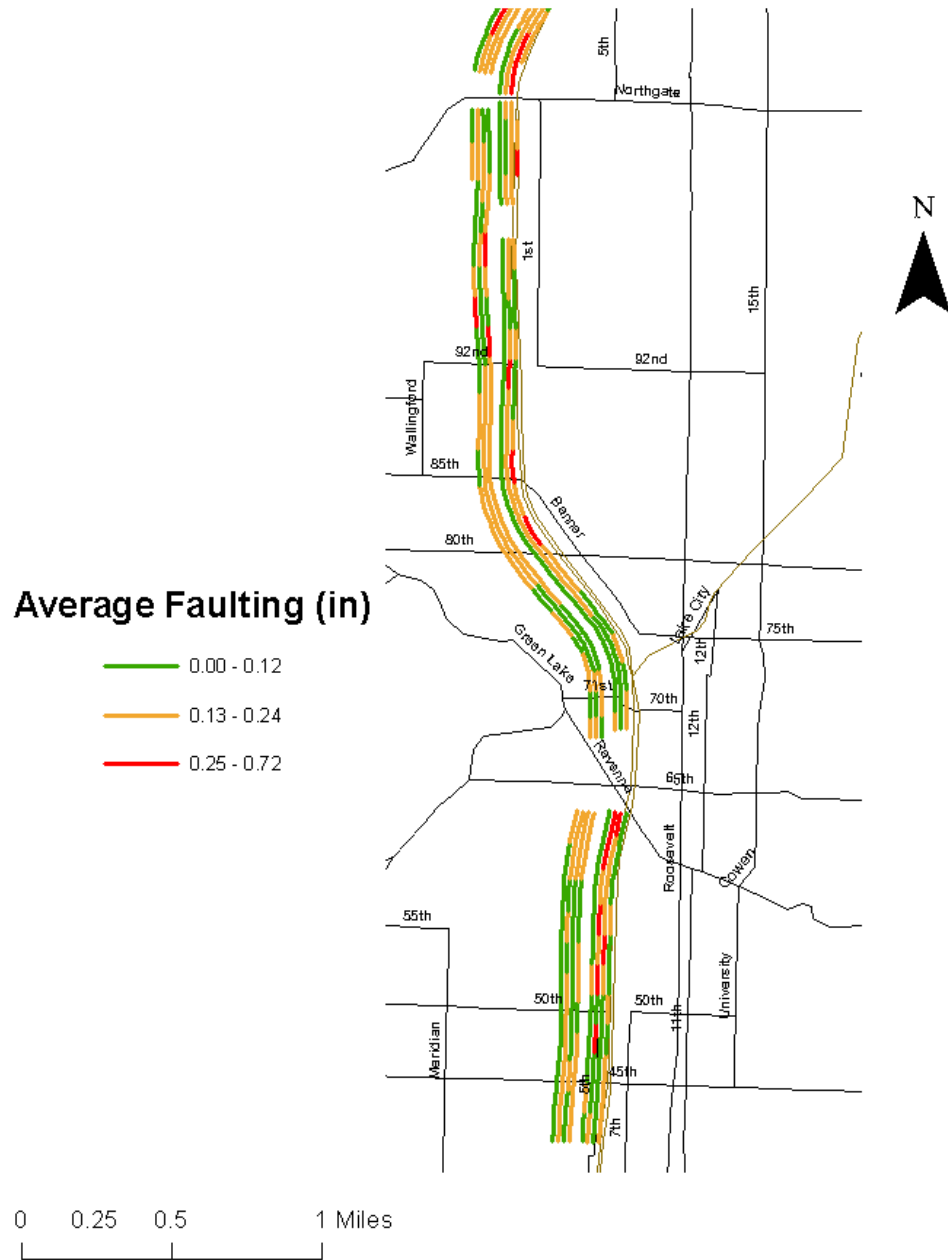 5th
Northgate
N
1st
15th
92nd
92nd
Wallingford
85th
Banner
80th
Average Faulting (in)
0.00 - 0.12
0.13 - 0.24
0.25 - 0.72
Lake City
75th
12th
Green Lake
71st
70th
12th
Ravenna
65th
Roosevelt
Cowen
55th
University
50th
50th
11th
Meridian
45th
5th
7th
0 0.25 0.5 1 Miles